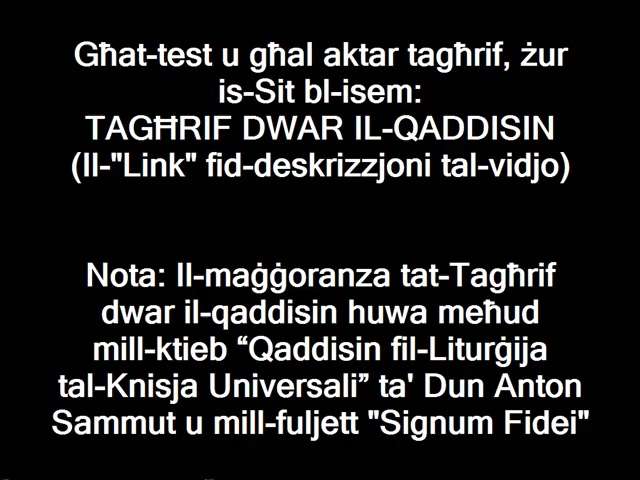 Għat-test u għal aktar tagħrif, żur
is-Sit bl-isem:
TAGĦRIF DWAR IL-QADDISIN
(Il-"Link" fid-deskrizzjoni tal-vidjo)
Nota: Il-maġġoranza tat-Tagħrif
dwar il-qaddisin huwa meħud
mill-ktieb “Qaddisin fil-Liturġija
tal-Knisja Universali” ta' Dun Anton
Sammut u mill-fuljett "Signum Fidei"